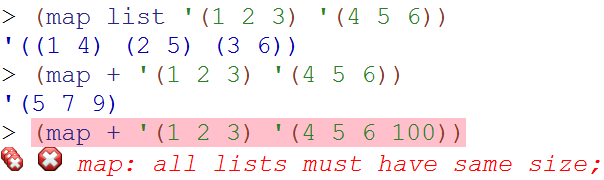 > (map list '(1 2 3) '(4 5 6))
'((1 4) (2 5) (3 6))
> (map + '(1 2 3) '(4 5 6))
'(5 7 9)
> (map + '(1 2 3) '(4 5 6 100))
map: all lists must have same size;